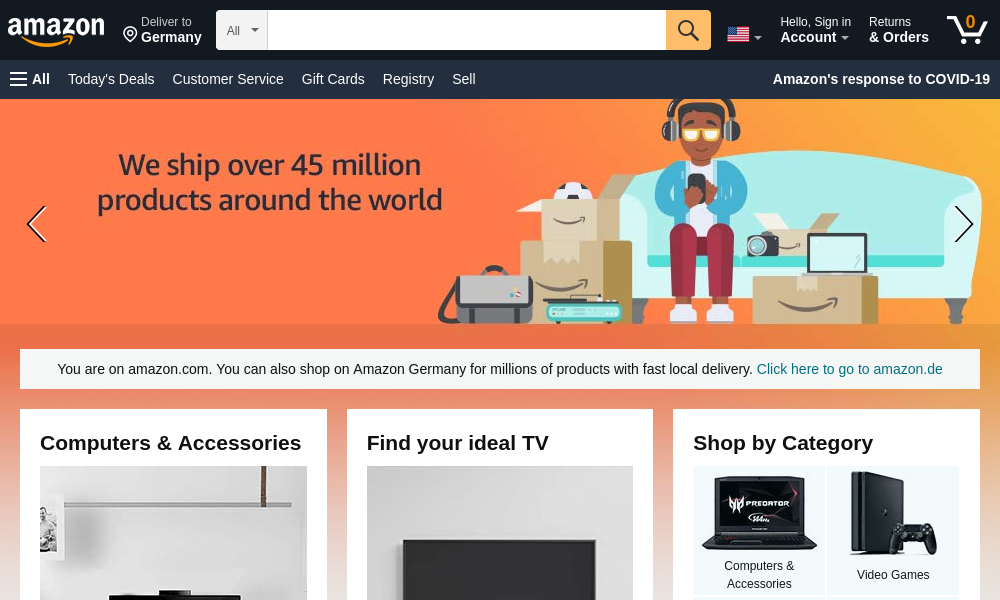 amazon
Deliver to
Germany
All
Hello, Sign in
Account
Returns
& Orders
0
All
Today's Deals
Customer Service
Gift Cards
Registry
Sell
Amazon's response to COVID-19
We ship over 45 million
products around the world
You are on amazon.com. You can also shop on Amazon Germany for millions of products with fast local delivery. Click here to go to amazon.de
Computers & Accessories
Find your ideal TV
Shop by Category
PREDATOR
144Hz
Computers &
Accessories
Video Games